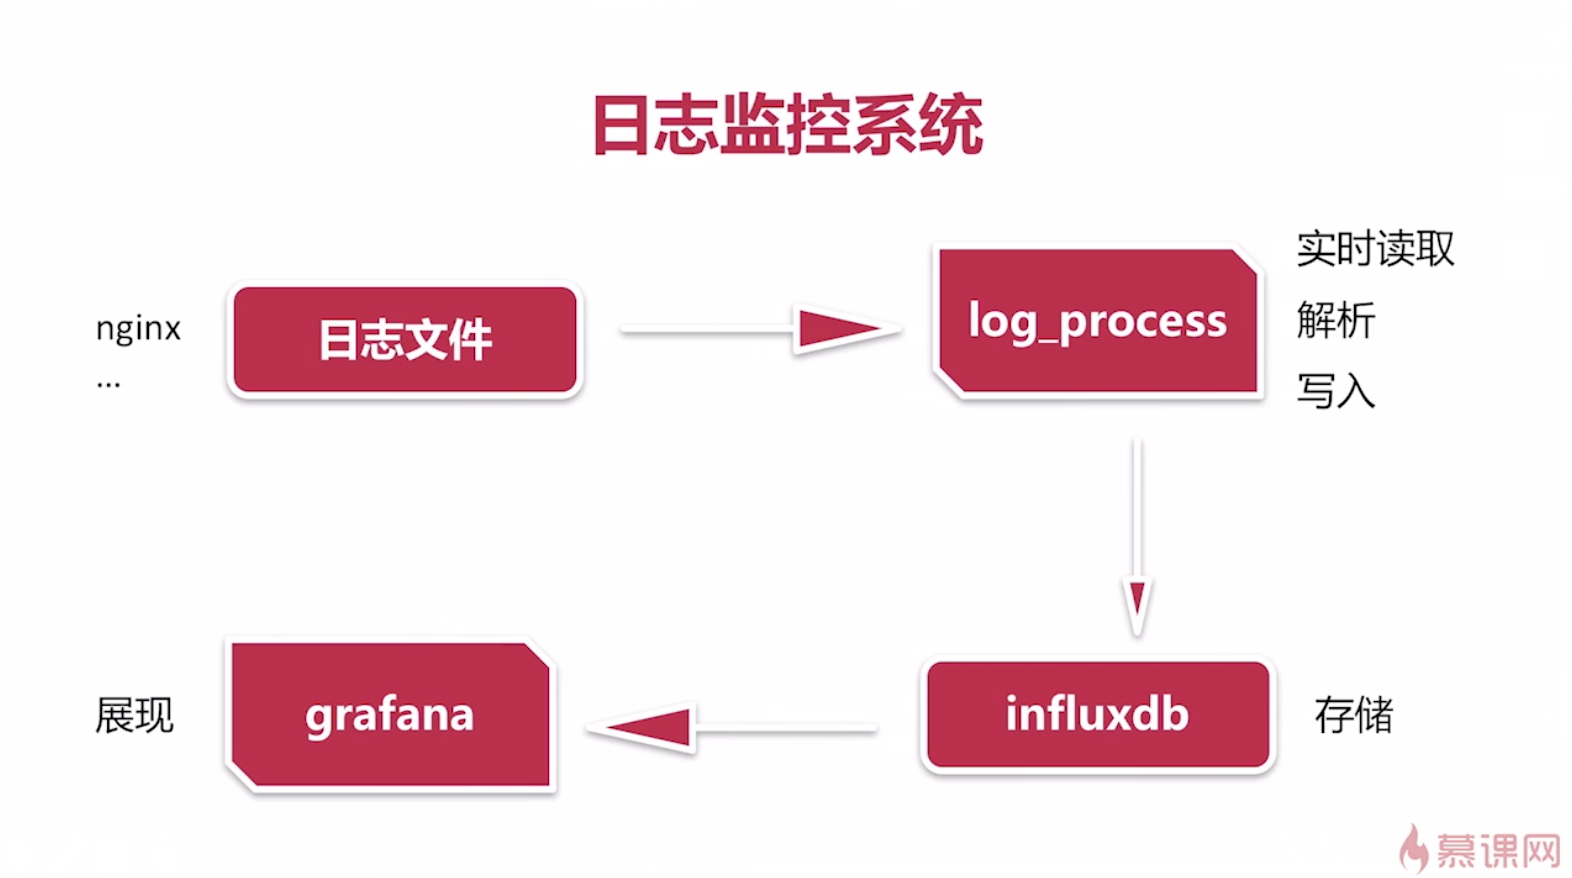 日志监控系统
nginx
...
日志文件
log_process
实时读取
解析
写入
展现
grafana
influxdb
存储
慕课网